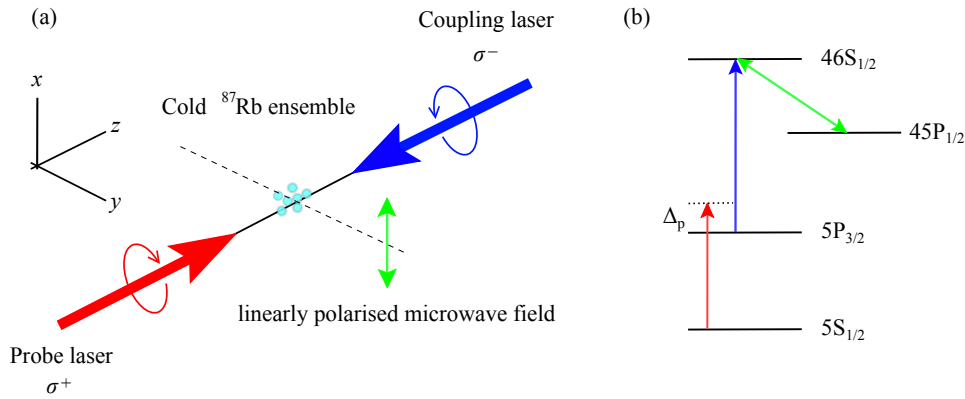 (a)
Coupling laser
σ⁻
Cold ⁸⁷Rb ensemble
x
z
y
linearly polarised microwave field
Probe laser
σ⁺
(b)
46S₁/₂
45P₁/₂
Δₚ
5P₃/₂
5S₁/₂